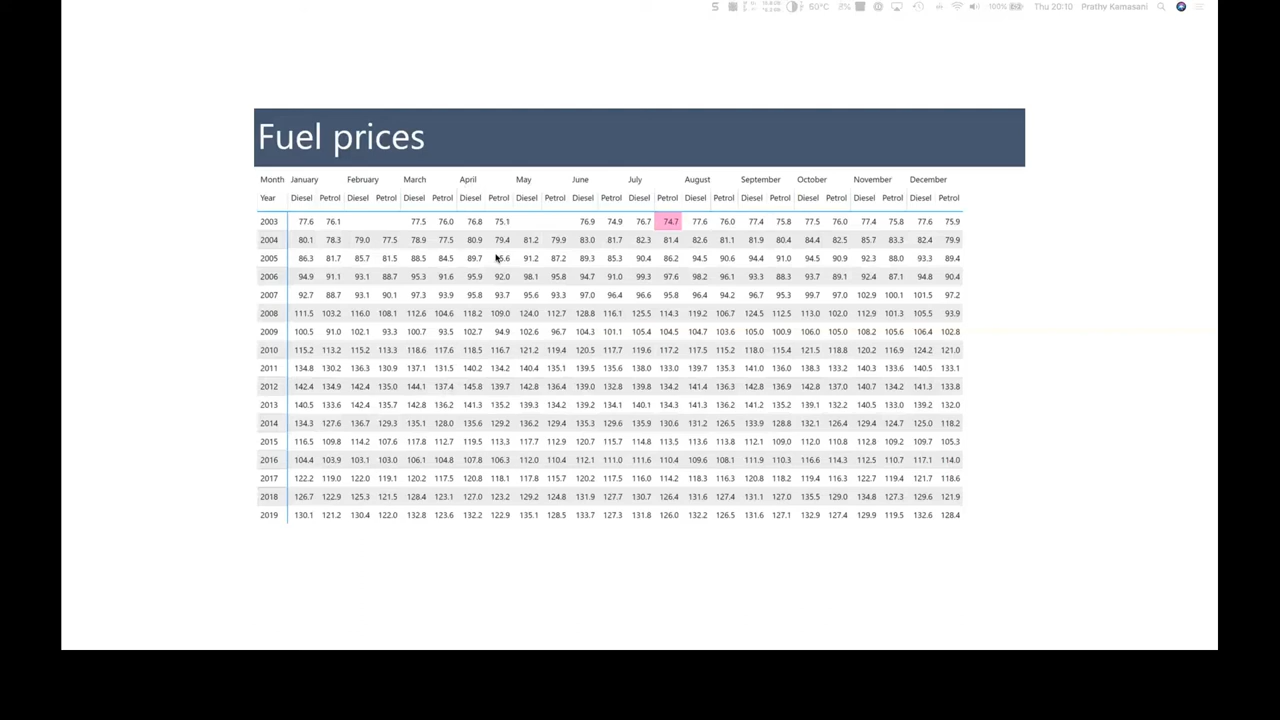 Thu 20:10 Prathy Kamasani
Fuel prices
Month January February March April May June July August September October November December
Year Diesel Petrol Diesel Petrol Diesel Petrol Diesel Petrol Diesel Petrol Diesel Petrol Diesel Petrol Diesel Petrol Diesel Petrol Diesel Petrol Diesel Petrol Diesel Petrol
2003 77.6 76.1 77.5 76.0 76.8 75.1 76.9 74.9 76.7 74.7 77.6 76.0 77.4 75.8 77.5 76.0 77.4 75.8 77.6 75.9
2004 80.1 78.3 79.0 77.5 78.9 77.5 80.9 79.4 81.2 79.9 83.0 81.7 82.3 81.4 82.6 81.1 81.9 80.4 84.4 82.5 85.7 83.3 82.4 79.9
2005 86.3 81.7 85.7 81.5 88.5 84.5 89.7 91.2 87.2 89.3 85.3 90.4 86.2 94.5 90.6 94.4 91.0 94.5 90.9 92.3 88.0 93.3 89.4
2006 94.9 91.1 93.1 88.7 95.3 91.6 95.9 92.0 98.1 95.8 94.7 91.0 99.3 97.6 98.2 96.1 93.3 88.3 93.7 89.1 92.4 87.1 94.8 90.4
2007 92.7 88.7 93.1 90.1 97.3 93.9 95.8 93.7 95.6 93.3 97.0 96.4 96.6 95.8 96.4 94.2 96.7 95.3 99.7 97.0 102.9 100.1 101.5 97.2
2008 111.5 103.2 116.0 108.1 112.6 104.6 118.2 109.0 124.0 112.7 128.8 116.1 125.5 114.3 119.2 106.7 124.5 112.5 113.0 102.0 112.9 101.3 105.5 93.9
2009 100.5 91.0 102.1 93.3 100.7 93.5 102.7 94.9 102.6 96.7 104.3 101.1 105.4 104.5 104.7 103.6 105.0 100.9 106.0 105.0 108.2 105.6 106.4 102.8
2010 115.2 113.2 115.2 113.3 118.6 117.6 118.5 116.7 121.2 119.4 120.5 117.7 119.6 117.2 117.5 115.2 118.0 115.4 121.5 118.8 120.2 116.9 124.2 121.0
2011 134.8 130.2 136.3 130.9 137.1 131.5 140.2 134.2 140.4 135.1 139.5 135.6 138.0 133.0 139.7 135.3 141.0 136.0 138.3 133.2 140.3 133.6 140.5 133.1
2012 142.4 134.9 142.4 135.0 144.1 137.4 145.8 139.7 142.8 136.4 139.0 132.8 139.8 134.2 141.4 136.3 142.8 136.9 142.8 137.0 140.7 134.2 141.3 133.8
2013 140.5 133.6 142.4 135.7 142.8 136.2 141.3 135.2 139.3 134.2 139.2 134.1 140.1 134.3 141.3 136.2 141.2 135.2 139.1 132.2 140.5 133.0 139.2 132.0
2014 134.3 127.6 136.7 129.3 135.1 128.0 135.6 129.2 136.2 129.4 135.3 129.6 135.9 130.6 131.2 126.5 133.9 128.8 132.1 126.4 129.4 124.7 125.0 118.2
2015 116.5 109.8 114.2 107.6 117.8 112.7 119.5 113.3 117.7 112.9 120.7 115.7 114.8 113.5 113.6 113.8 112.1 109.0 112.0 110.8 112.8 109.2 109.7 105.3
2016 104.4 103.9 103.1 103.0 106.1 104.8 107.8 106.3 112.0 110.4 112.1 111.0 111.6 110.4 109.6 108.1 111.9 110.3 116.6 114.3 112.5 110.7 117.1 114.0
2017 122.2 119.0 122.0 119.1 120.2 117.5 120.8 118.1 117.8 115.7 120.2 117.5 116.0 114.2 118.3 116.3 120.8 118.2 119.4 116.3 122.7 119.4 121.7 118.6
2018 126.7 122.9 125.3 121.5 128.4 123.1 127.0 123.2 129.2 124.8 131.9 127.7 130.7 126.4 131.6 127.4 131.1 127.0 135.5 129.0 134.8 127.3 129.6 121.9
2019 130.1 121.2 130.4 122.0 132.8 123.6 132.2 122.9 135.1 128.5 133.7 127.3 131.8 126.0 132.2 126.5 131.6 127.1 132.9 127.4 129.9 119.5 132.6 128.4